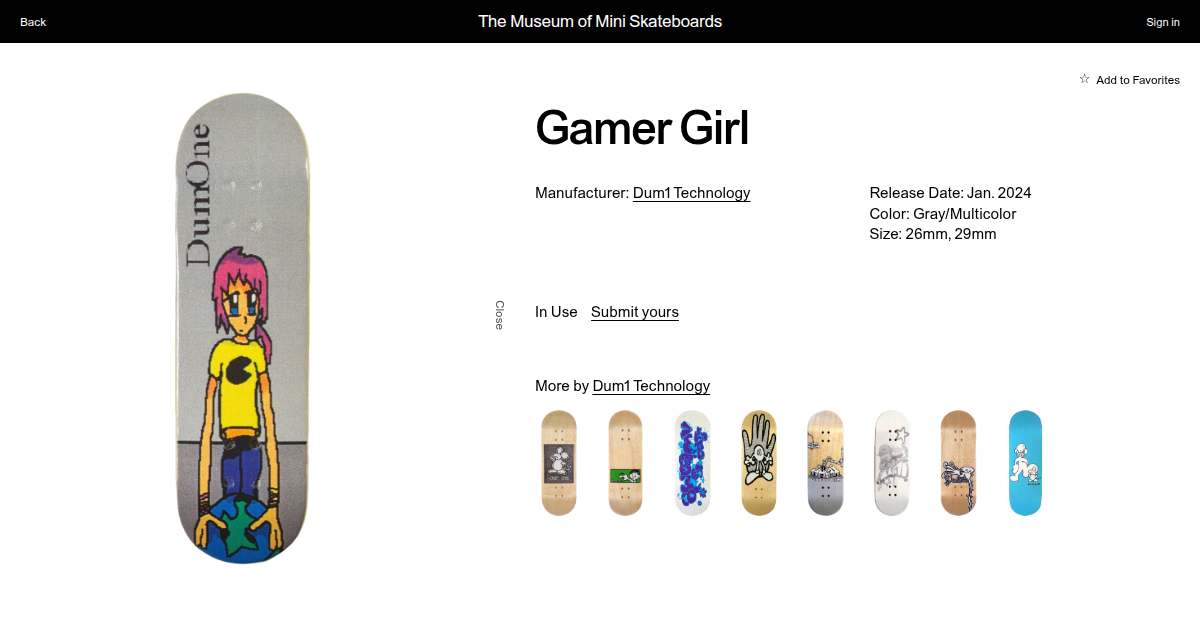 Back
The Museum of Mini Skateboards
Sign in
☆ Add to Favorites
DumOne
Gamer Girl
Manufacturer: Dum1 Technology
Release Date: Jan. 2024
Color: Gray/Multicolor
Size: 26mm, 29mm
Close
In Use Submit yours
More by Dum1 Technology